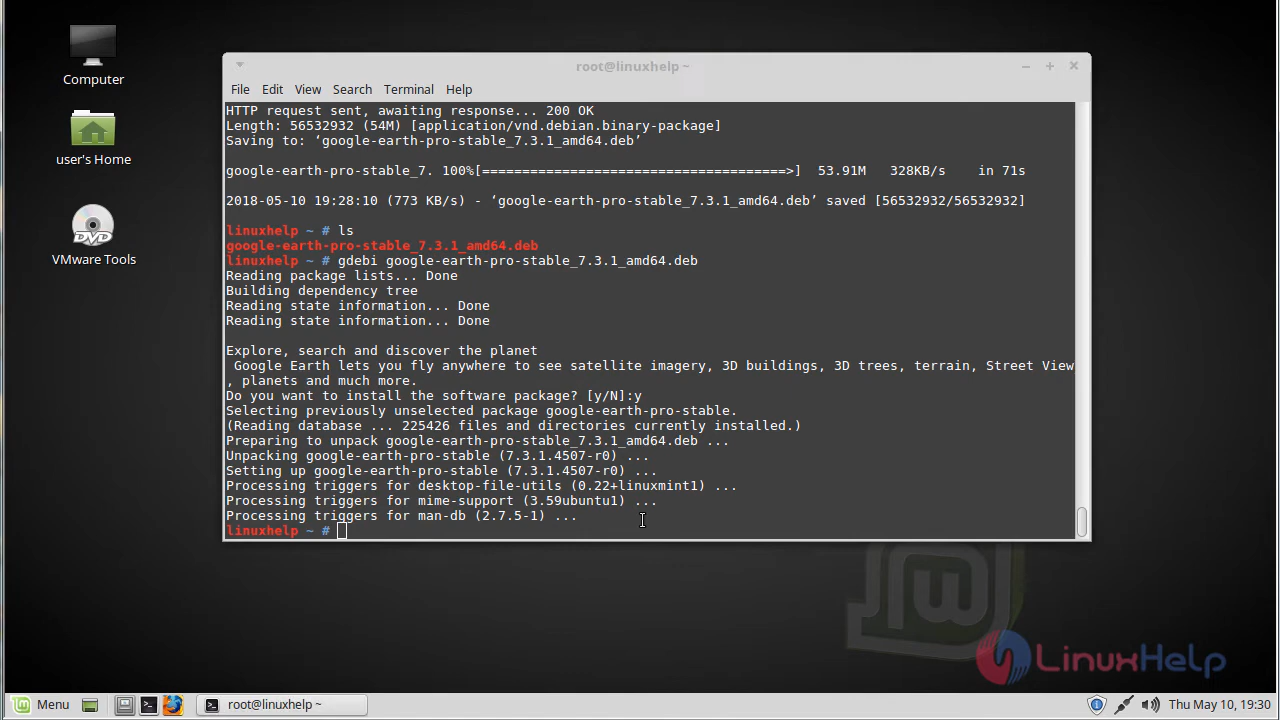 Computer
user's Home
DVD
VMware Tools
root@linuxhelp ~
File Edit View Search Terminal Help
HTTP request sent, awaiting response... 200 OK
Length: 56532932 (54M) [application/vnd.debian.binary-package]
Saving to: ‘google-earth-pro-stable_7.3.1_amd64.deb’
google-earth-pro-stable_7. 100%[======================================>] 53.91M 328KB/s in 71s
2018-05-10 19:28:10 (773 KB/s) - ‘google-earth-pro-stable_7.3.1_amd64.deb’ saved [56532932/56532932]
linuxhelp ~ # ls
google-earth-pro-stable_7.3.1_amd64.deb
linuxhelp ~ # gdebi google-earth-pro-stable_7.3.1_amd64.deb
Reading package lists... Done
Building dependency tree
Reading state information... Done
Reading state information... Done
Explore, search and discover the planet
Google Earth lets you fly anywhere to see satellite imagery, 3D buildings, 3D trees, terrain, Street View
, planets and much more.
Do you want to install the software package? [y/N]:y
Selecting previously unselected package google-earth-pro-stable.
(Reading database ... 225426 files and directories currently installed.)
Preparing to unpack google-earth-pro-stable_7.3.1_amd64.deb ...
Unpacking google-earth-pro-stable (7.3.1.4507-r0) ...
Setting up google-earth-pro-stable (7.3.1.4507-r0) ...
Processing triggers for desktop-file-utils (0.22+linuxmint1) ...
Processing triggers for mime-support (3.59ubuntu1) ...
Processing triggers for man-db (2.7.5-1) ...
linuxhelp ~ #
LinuxHelp
Menu
root@linuxhelp ~
Thu May 10, 19:30